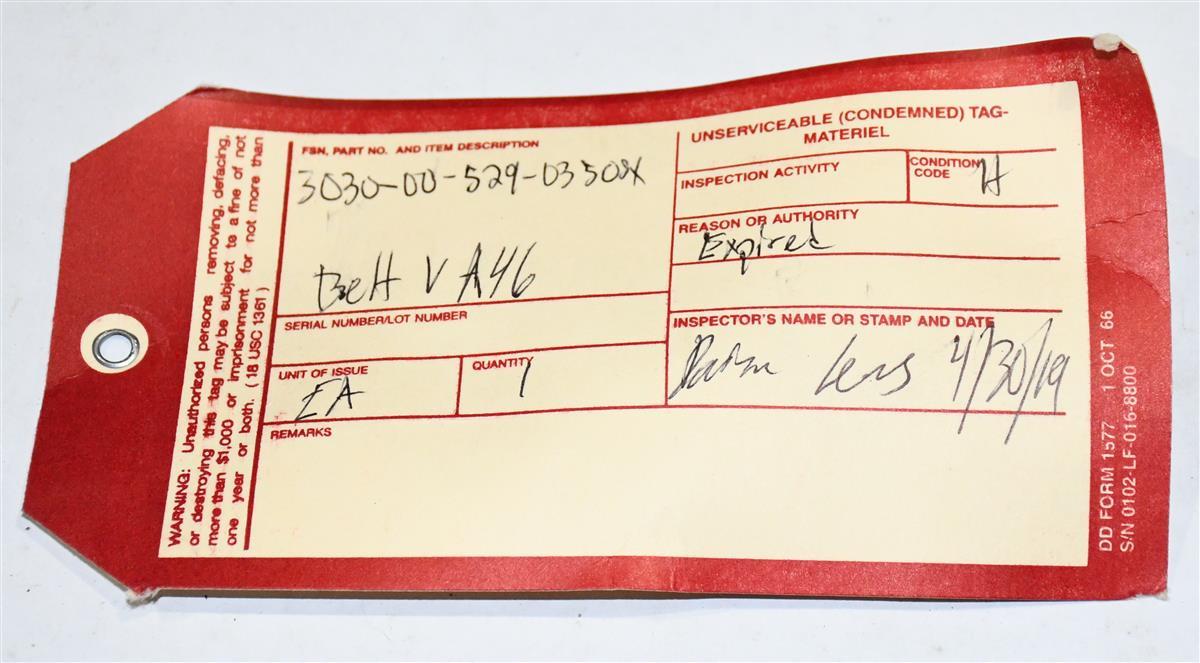 WARNING: Unauthorized persons removing, defacing,
or destroying this tag may be subject to a fine of not
more than $1,000 or imprisonment for not more than
one year or both. (18 USC 1361)
FSN, PART NO. AND ITEM DESCRIPTION
3030-00-529-0350
Belt V A46
SERIAL NUMBER/LOT NUMBER
UNIT OF ISSUE
EA
QUANTITY
1
REMARKS
UNSERVICEABLE (CONDEMNED) TAG-
MATERIEL
INSPECTION ACTIVITY
CONDITION
CODE
H
REASON OR AUTHORITY
Expired
INSPECTOR'S NAME OR STAMP AND DATE
4/30/19
DD FORM 1577 1 OCT 66
S/N 0102-LF-016-8800